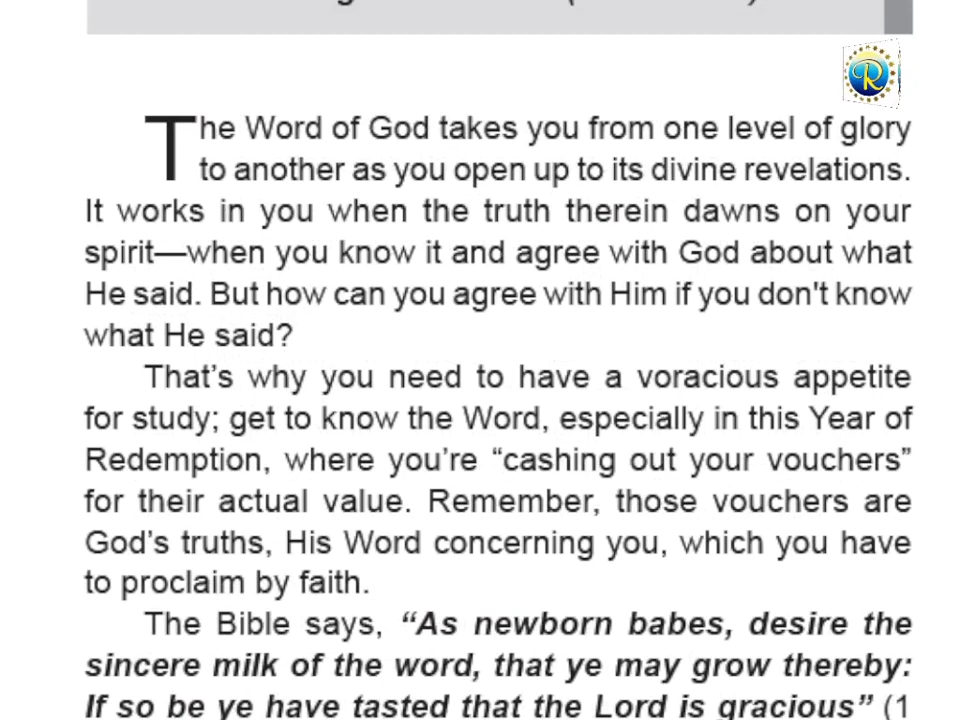 The Word of God takes you from one level of glory
to another as you open up to its divine revelations.
It works in you when the truth therein dawns on your
spirit—when you know it and agree with God about what
He said. But how can you agree with Him if you don't know
what He said?
That’s why you need to have a voracious appetite
for study; get to know the Word, especially in this Year of
Redemption, where you’re “cashing out your vouchers”
for their actual value. Remember, those vouchers are
God’s truths, His Word concerning you, which you have
to proclaim by faith.
The Bible says, “As newborn babes, desire the
sincere milk of the word, that ye may grow thereby:
If so be ye have tasted that the Lord is gracious” (1
R